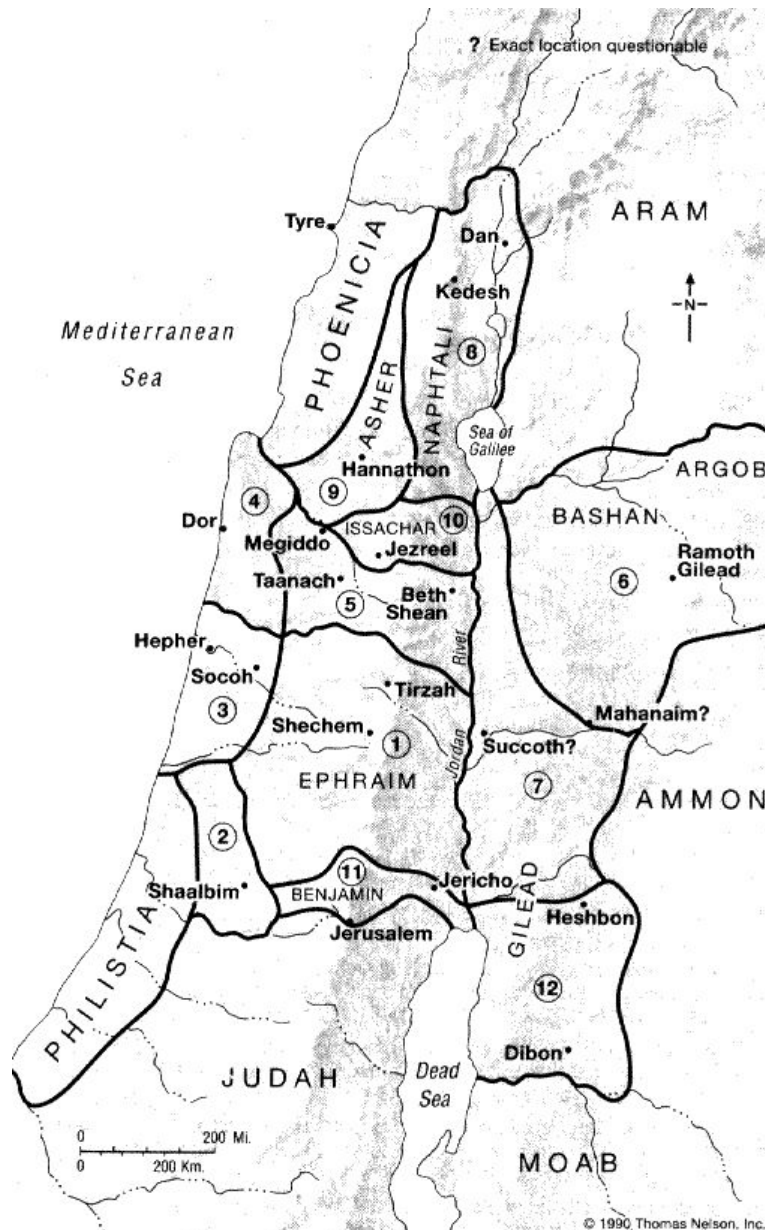 ? Exact location questionable
ARAM
Tyre
Dan
PHOENICIA
Kedesh
N
Mediterranean
Sea
8
NAPHTALI
ASHER
Sea of
Galilee
Hannathon
ARGOB
9
4
ISSACHAR
10
BASHAN
Dor
Megiddo
Jezreel
Ramoth
Gilead
Taanach
5
Beth
Shean
6
Hepher
Socoh
River
Tirzah
3
Mahanaim?
Shechem
1
Jordan
Succoth?
EPHRAIM
7
AMMON
2
11
Shaalbim
BENJAMIN
Jericho
GILEAD
Heshbon
Jerusalem
PHILISTIA
12
Dibon
JUDAH
Dead
Sea
0 200 Mi.
0 200 Km.
MOAB
© 1990 Thomas Nelson, Inc.